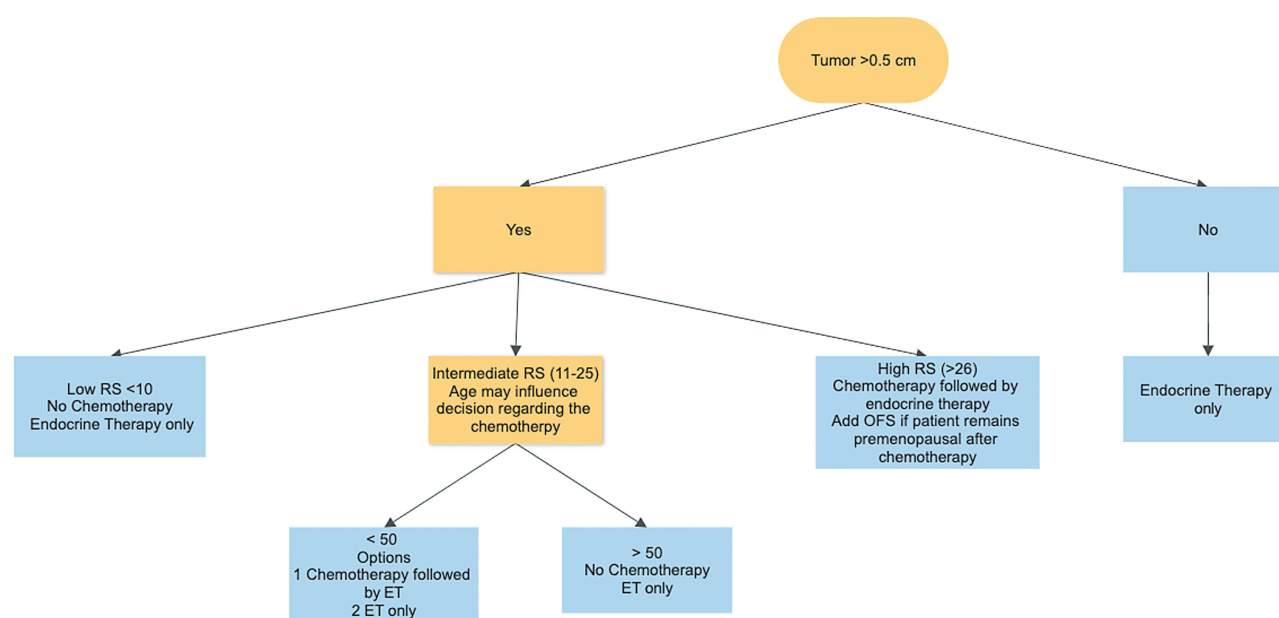 Tumor >0.5 cm
Yes
No
Low RS <10
No Chemotherapy
Endocrine Therapy only
Intermediate RS (11-25)
Age may influence
decision regarding the
chemotherpy
High RS (>26)
Chemotherapy followed by
endocrine therapy
Add OFS if patient remains
premenopausal after
chemotherapy
Endocrine Therapy
only
< 50
Options
1 Chemotherapy followed
by ET
2 ET only
> 50
No Chemotherapy
ET only